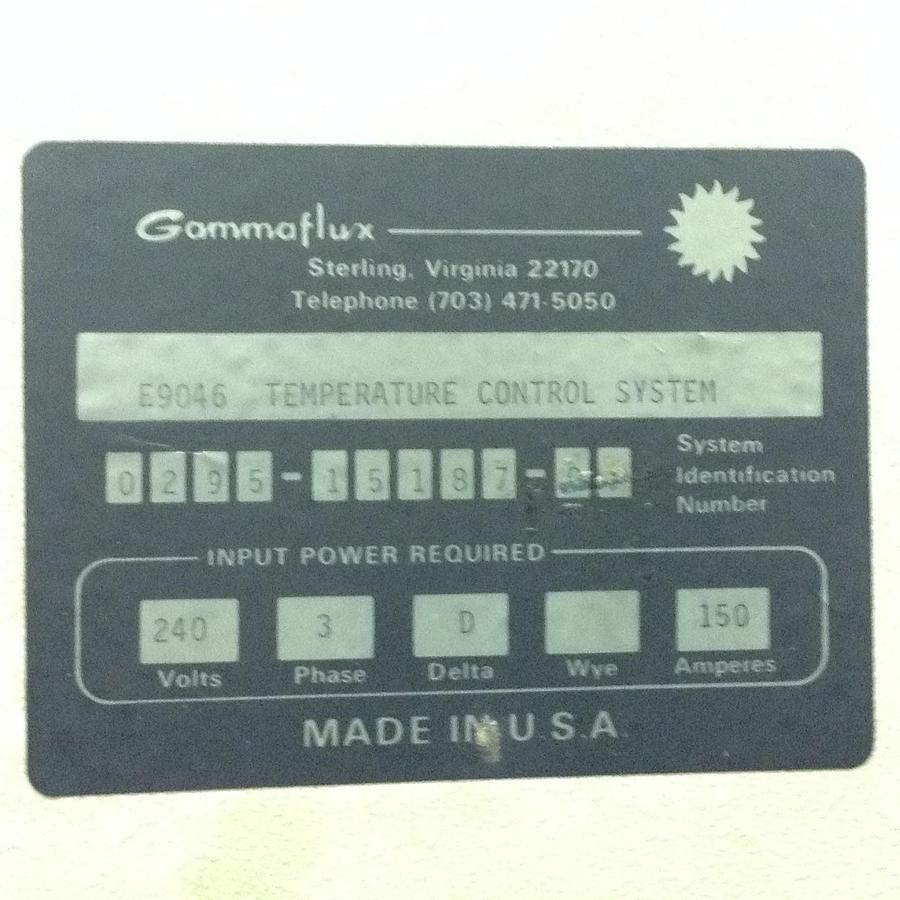 Gammaflux
Sterling, Virginia 22170
Telephone (703) 471-5050
E9046 TEMPERATURE CONTROL SYSTEM
0295-15187-
System
Identification
Number
INPUT POWER REQUIRED
240 3 D 150
Volts Phase Delta Wye Amperes
MADE IN U.S.A.